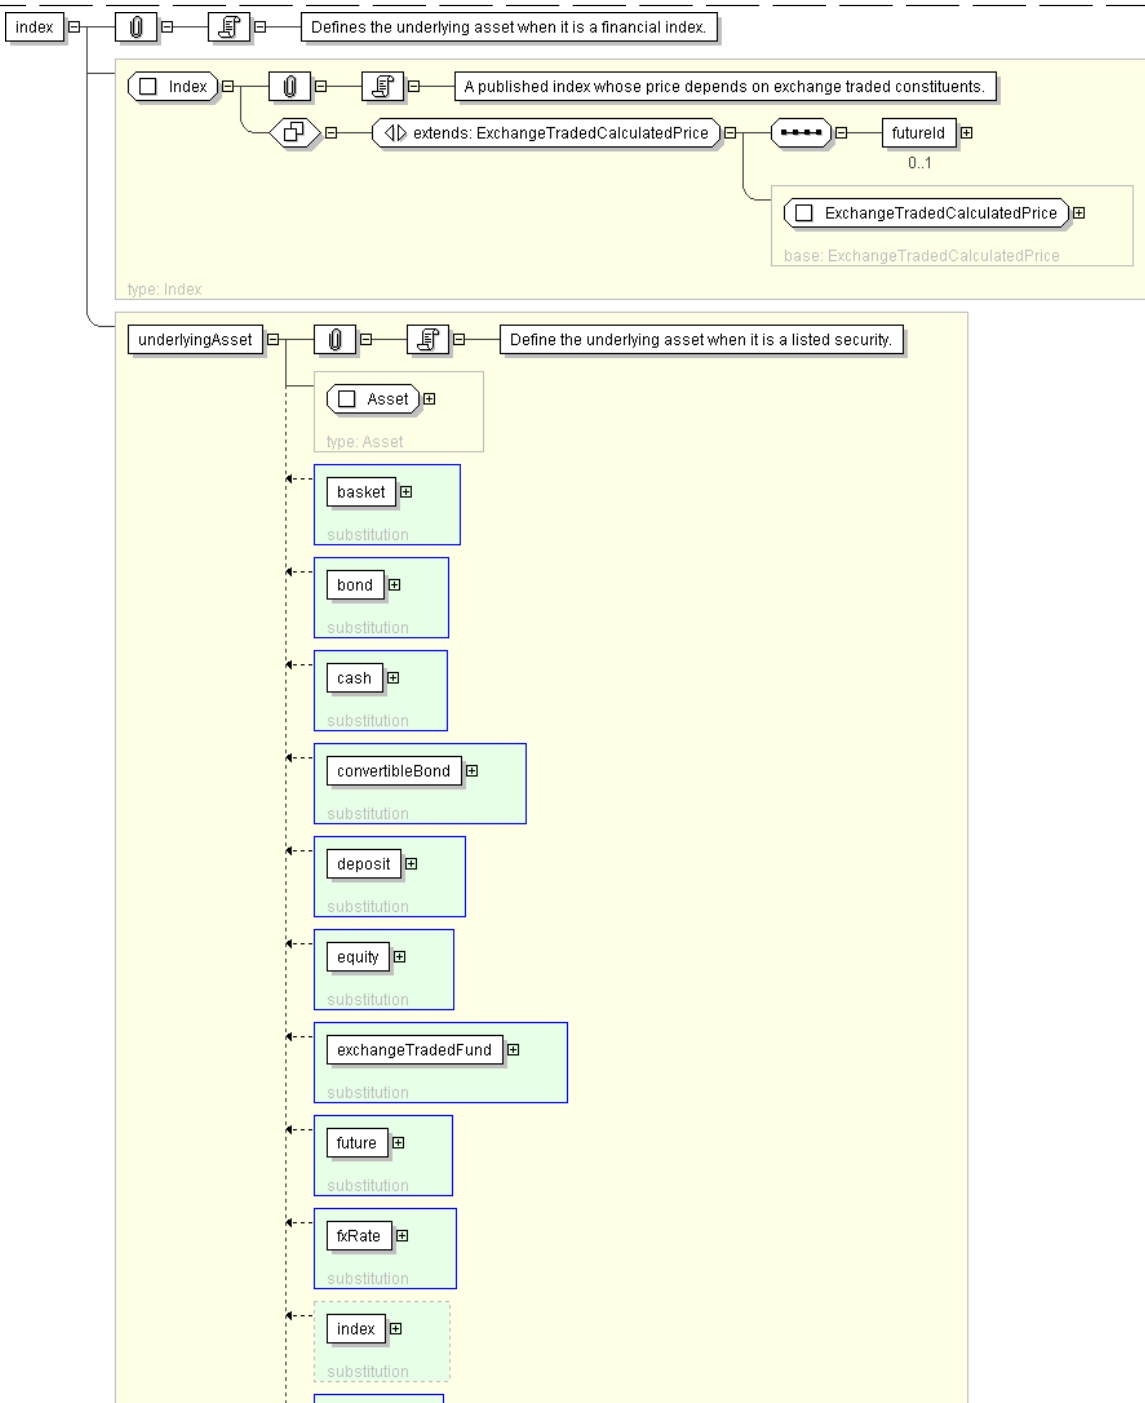 index
Defines the underlying asset when it is a financial index.
Index
A published index whose price depends on exchange traded constituents.
extends: ExchangeTradedCalculatedPrice
futureId
0..1
ExchangeTradedCalculatedPrice
base: ExchangeTradedCalculatedPrice
type: Index
underlyingAsset
Define the underlying asset when it is a listed security.
Asset
type: Asset
basket
substitution
bond
substitution
cash
substitution
convertibleBond
substitution
deposit
substitution
equity
substitution
exchangeTradedFund
substitution
future
substitution
fxRate
substitution
index
substitution